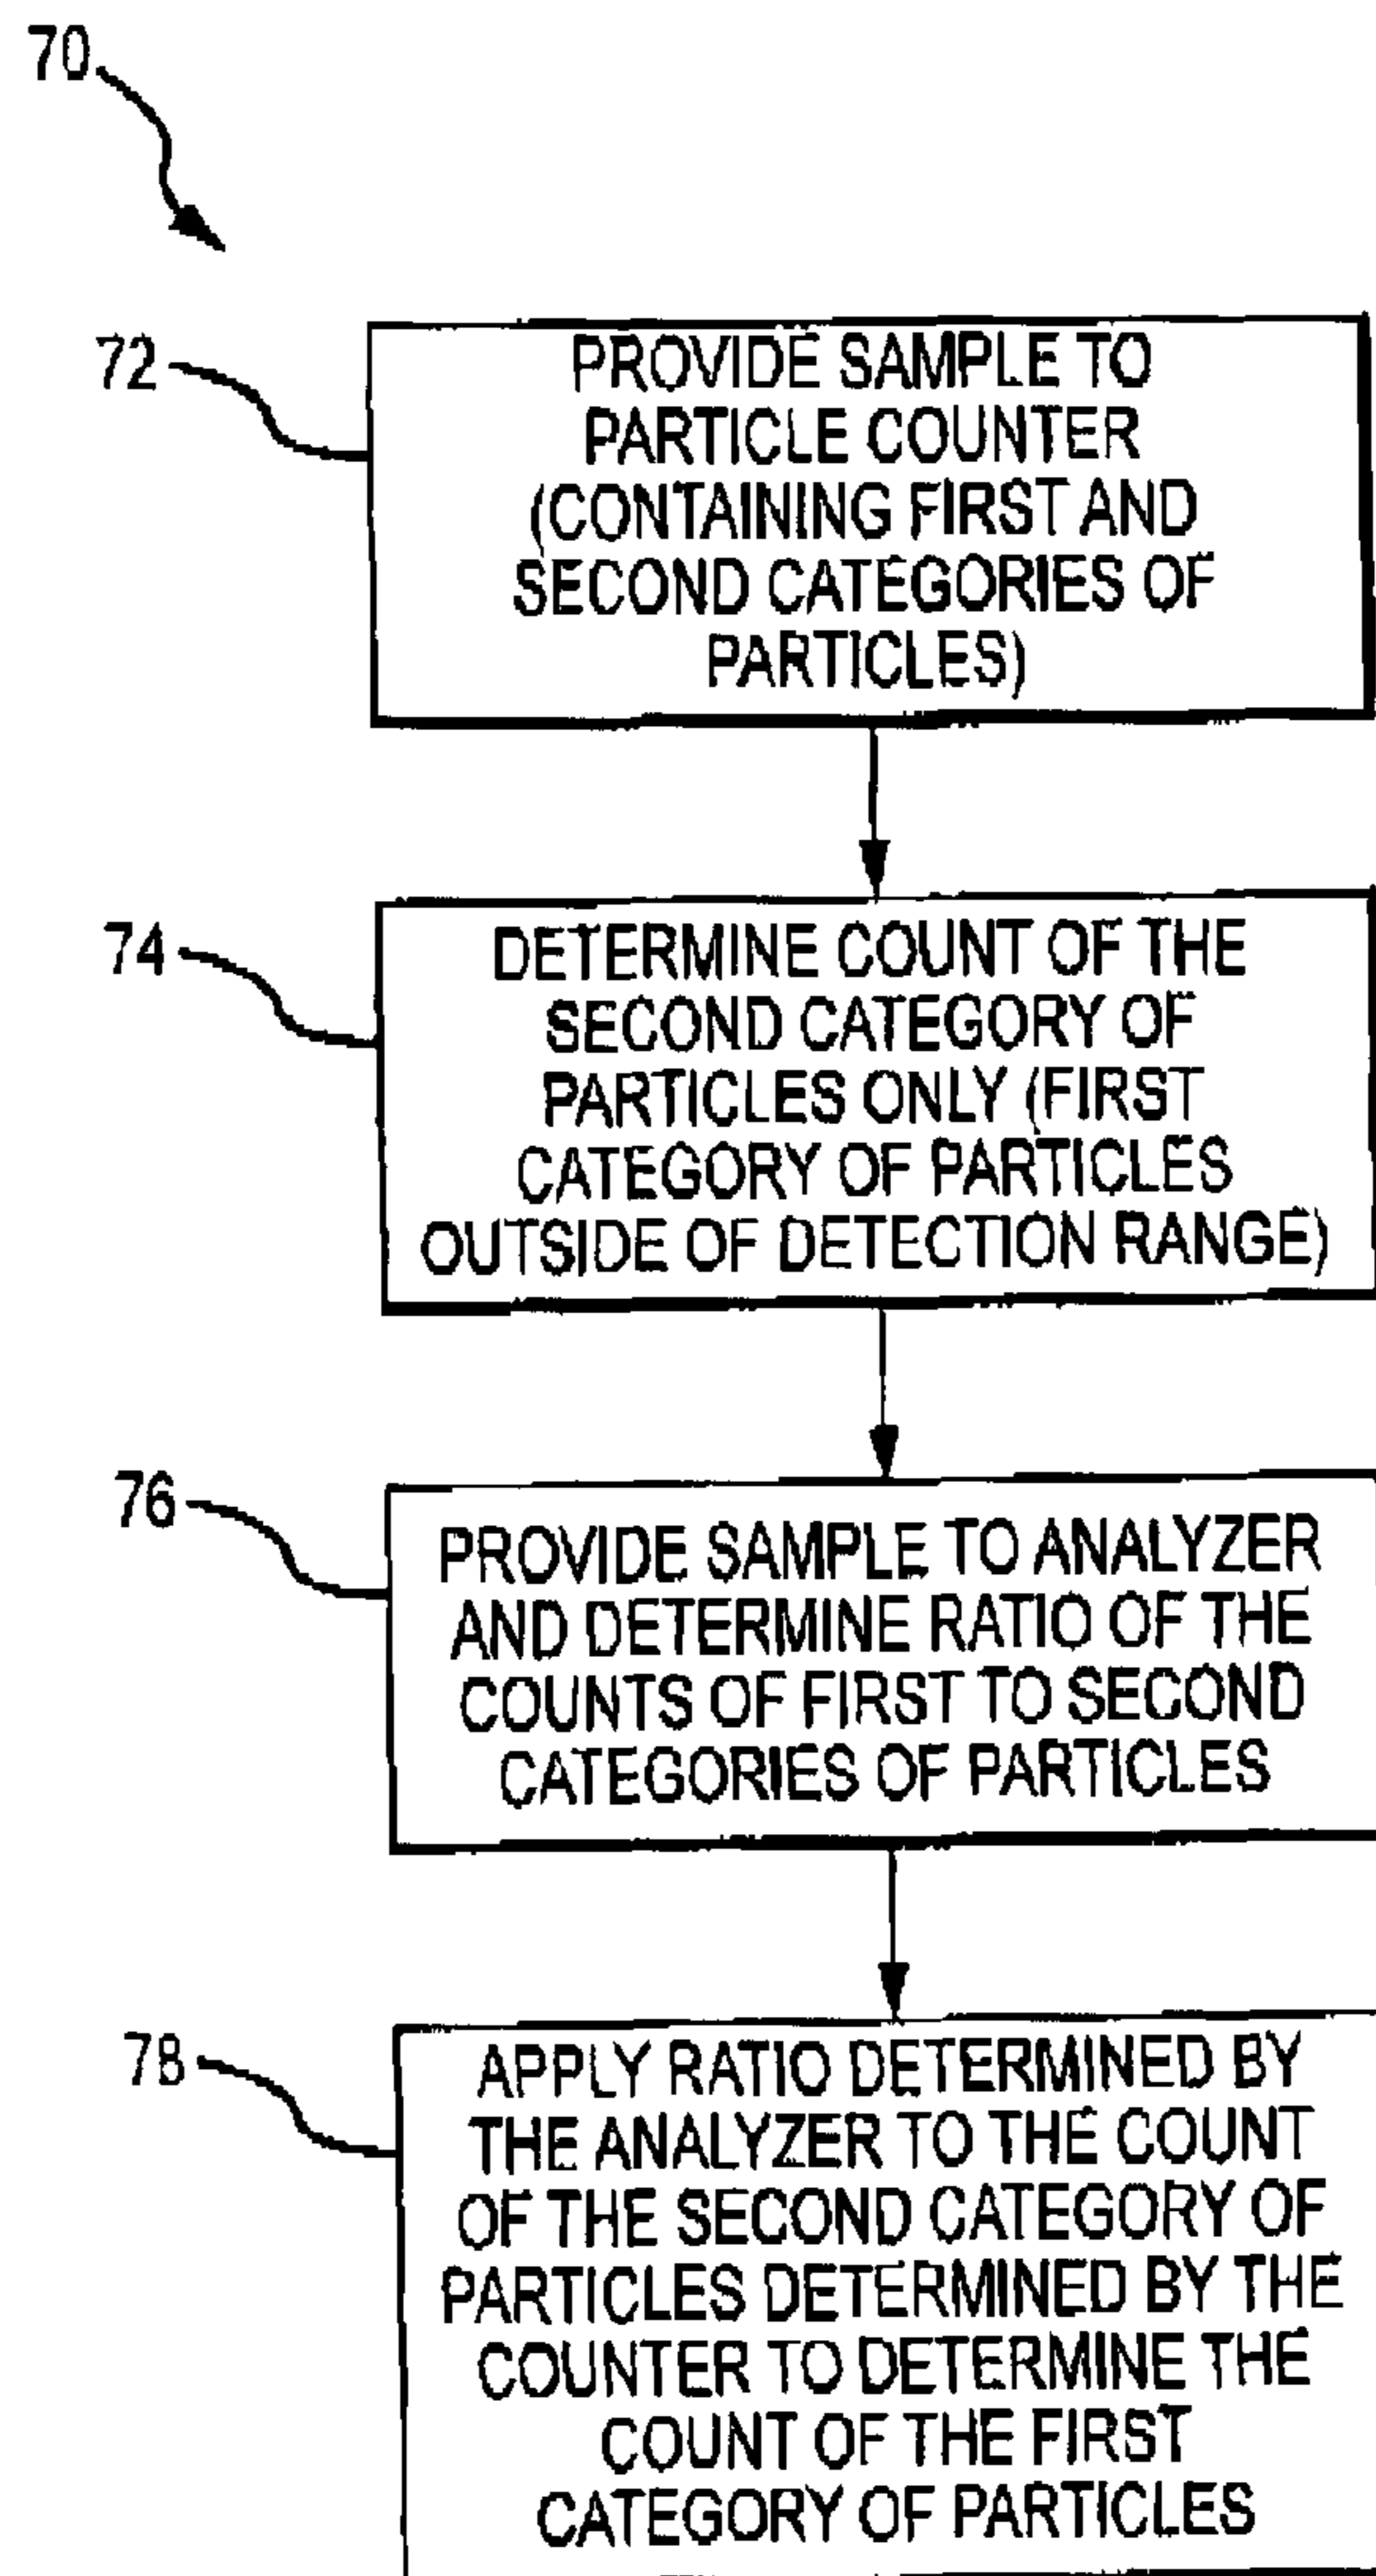 70
72
PROVIDE SAMPLE TO
PARTICLE COUNTER
(CONTAINING FIRST AND
SECOND CATEGORIES OF
PARTICLES)
74
DETERMINE COUNT OF THE
SECOND CATEGORY OF
PARTICLES ONLY (FIRST
CATEGORY OF PARTICLES
OUTSIDE OF DETECTION RANGE)
76
PROVIDE SAMPLE TO ANALYZER
AND DETERMINE RATIO OF THE
COUNTS OF FIRST TO SECOND
CATEGORIES OF PARTICLES
78
APPLY RATIO DETERMINED BY
THE ANALYZER TO THE COUNT
OF THE SECOND CATEGORY OF
PARTICLES DETERMINED BY THE
COUNTER TO DETERMINE THE
COUNT OF THE FIRST
CATEGORY OF PARTICLES